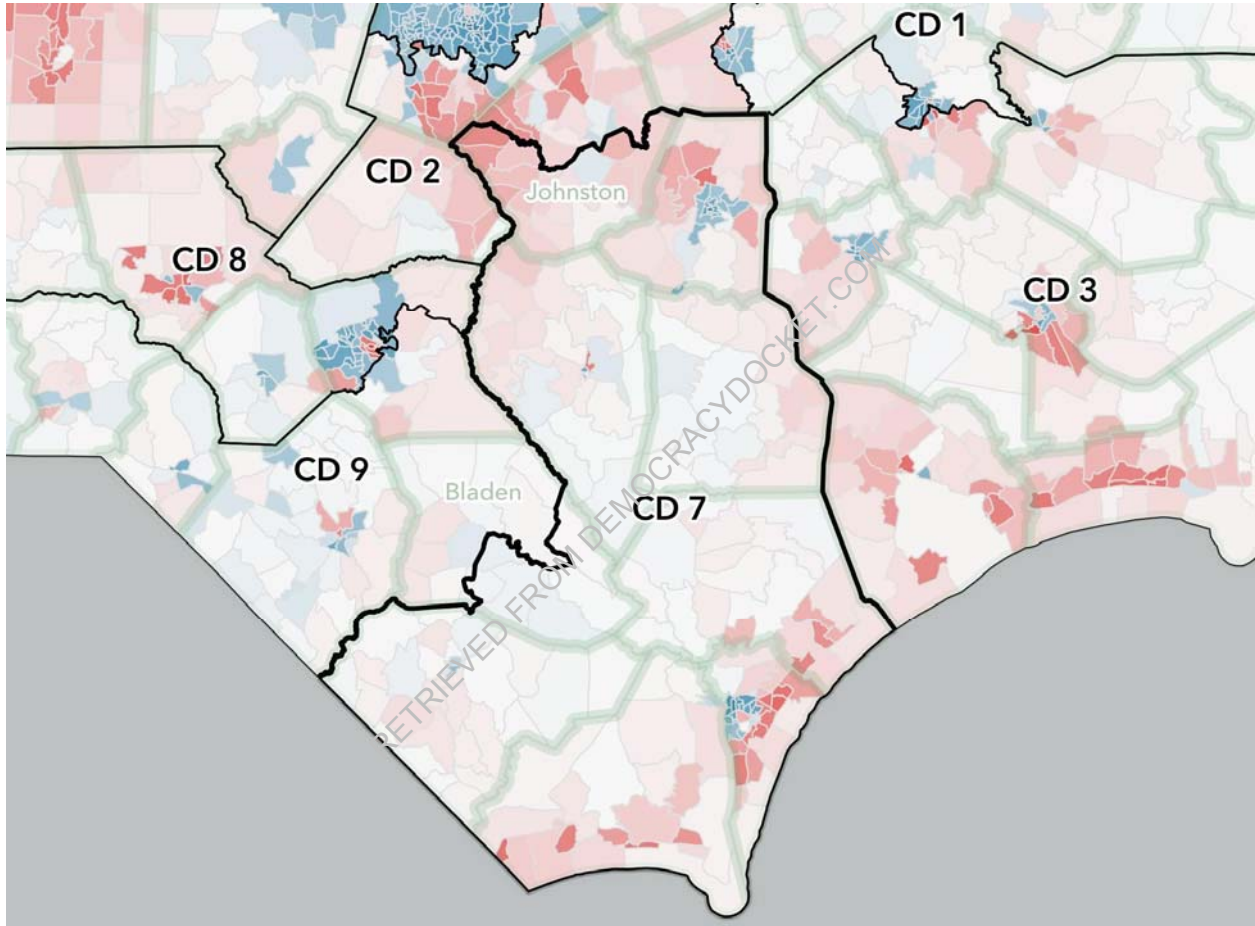 CD 1
CD 2
Johnston
CD 8
CD 3
CD 9
Bladen
CD 7
RETRIEVED FROM DEMOCRACYDOCKET.COM